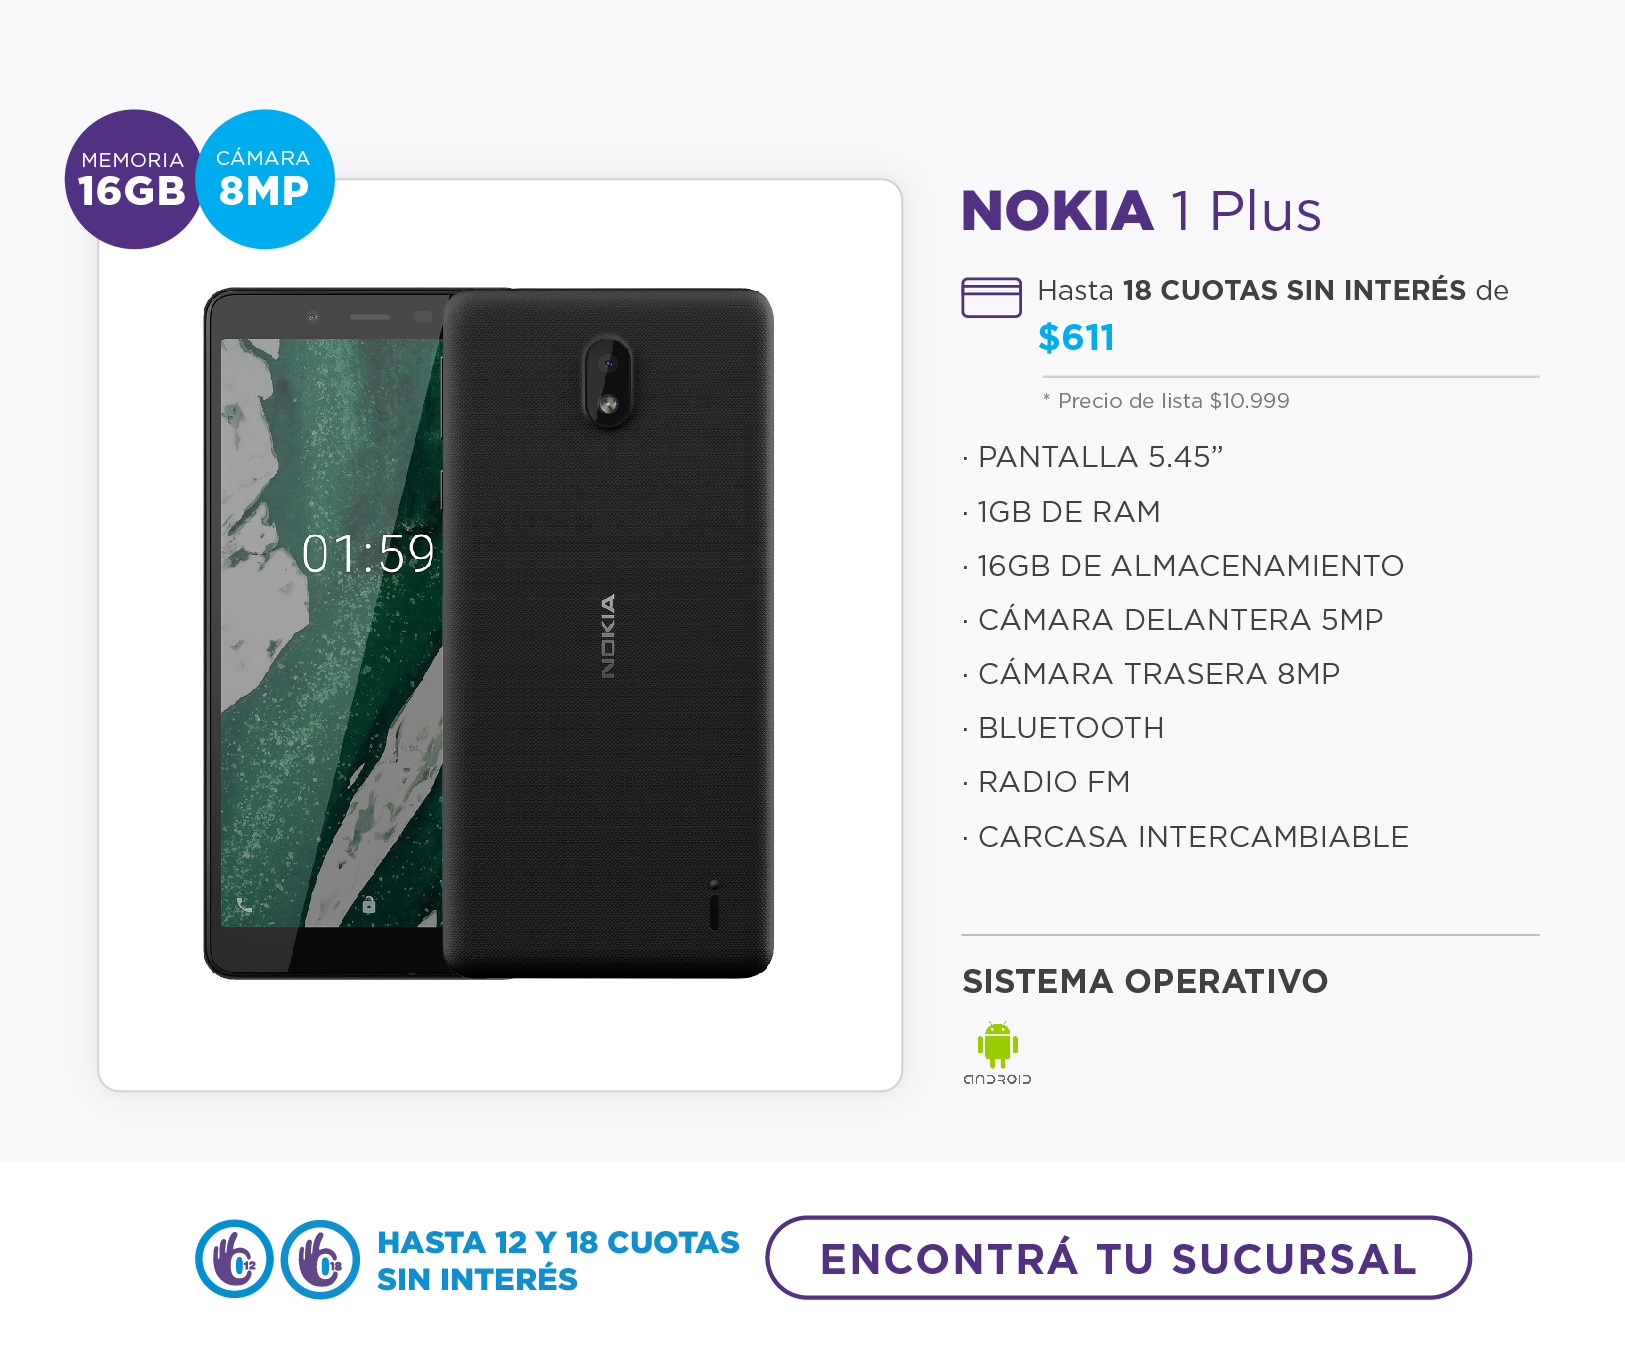 MEMORIA
16GB
CÁMARA
8MP
NOKIA 1 Plus
Hasta 18 CUOTAS SIN INTERÉS de
$611
* Precio de lista $10.999
· PANTALLA 5.45”
· 1GB DE RAM
· 16GB DE ALMACENAMIENTO
· CÁMARA DELANTERA 5MP
· CÁMARA TRASERA 8MP
· BLUETOOTH
· RADIO FM
· CARCASA INTERCAMBIABLE
01:59
NOKIA
SISTEMA OPERATIVO
ANDROID
12
18
HASTA 12 Y 18 CUOTAS
SIN INTERÉS
ENCONTRÁ TU SUCURSAL